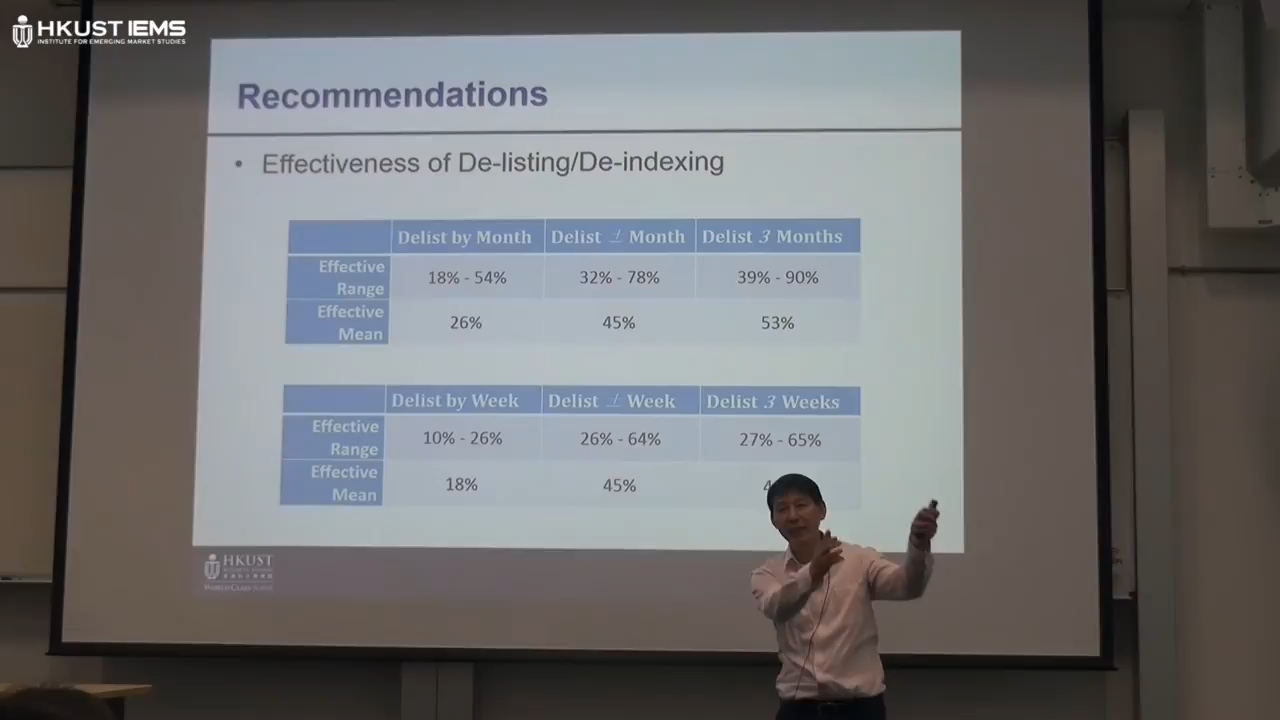 HKUST IEMS
INSTITUTE FOR EMERGING MARKET STUDIES
Recommendations
• Effectiveness of De-listing/De-indexing
Delist by Month Delist ± Month Delist 3 Months
Effective Range 18% - 54% 32% - 78% 39% - 90%
Effective Mean 26% 45% 53%
Delist by Week Delist ± Week Delist 3 Weeks
Effective Range 10% - 26% 26% - 64% 27% - 65%
Effective Mean 18% 45% 4
HKUST